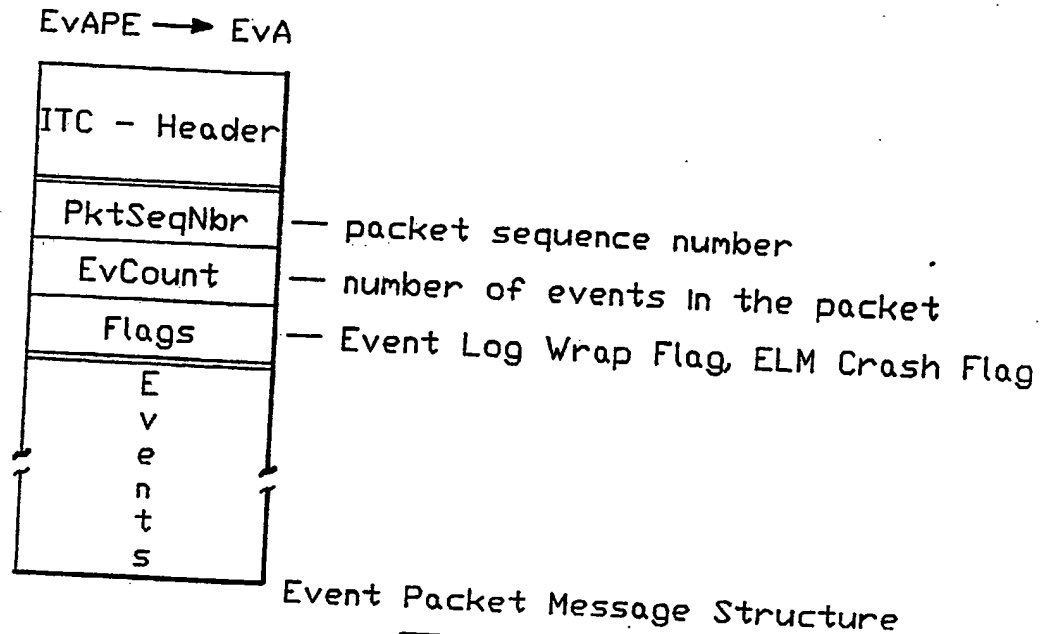 EvAPE → EvA
ITC - Header
PktSeqNbr — packet sequence number
EvCount — number of events in the packet
Flags — Event Log Wrap Flag, ELM Crash Flag
E
v
e
n
t
s
Event Packet Message Structure